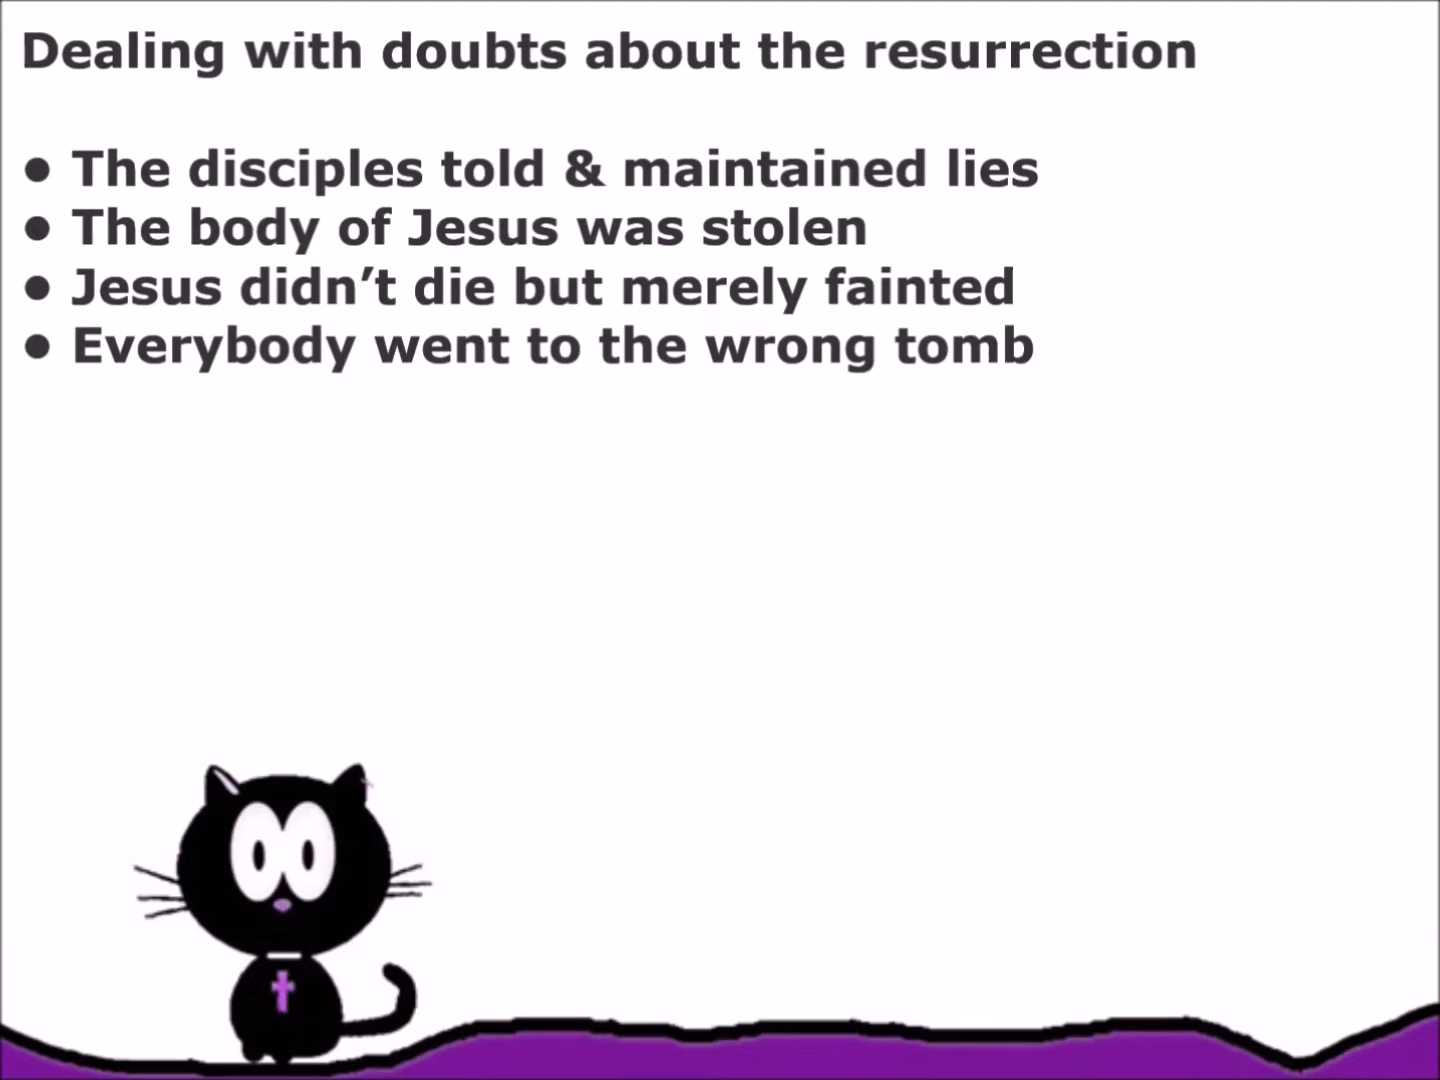 Dealing with doubts about the resurrection
● The disciples told & maintained lies
● The body of Jesus was stolen
● Jesus didn’t die but merely fainted
● Everybody went to the wrong tomb